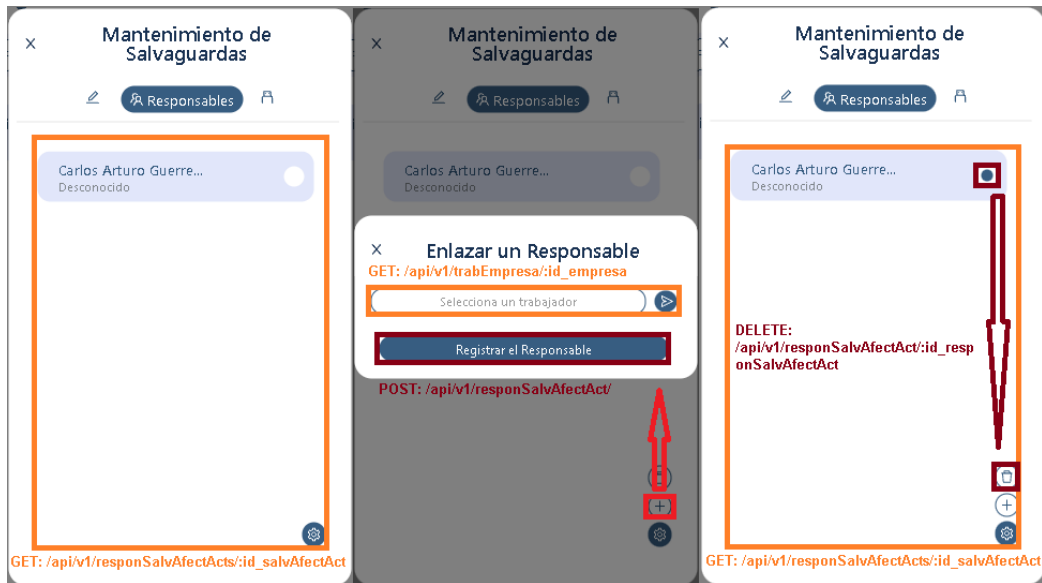 Mantenimiento de
Salvaguardas
Responsables
Carlos Arturo Guerre...
Desconocido
GET: /api/v1/responSalvAfectActs/:id_salvAfectAct
Mantenimiento de
Salvaguardas
Responsables
Carlos Arturo Guerre...
Desconocido
Enlazar un Responsable
GET: /api/v1/trabEmpresa/:id_empresa
Selecciona un trabajador
Registrar el Responsable
POST: /api/v1/responSalvAfectAct/
Mantenimiento de
Salvaguardas
Responsables
Carlos Arturo Guerre...
Desconocido
DELETE:
/api/v1/responSalvAfectAct/:id_resp
onSalvAfectAct
GET: /api/v1/responSalvAfectActs/:id_salvAfectAct